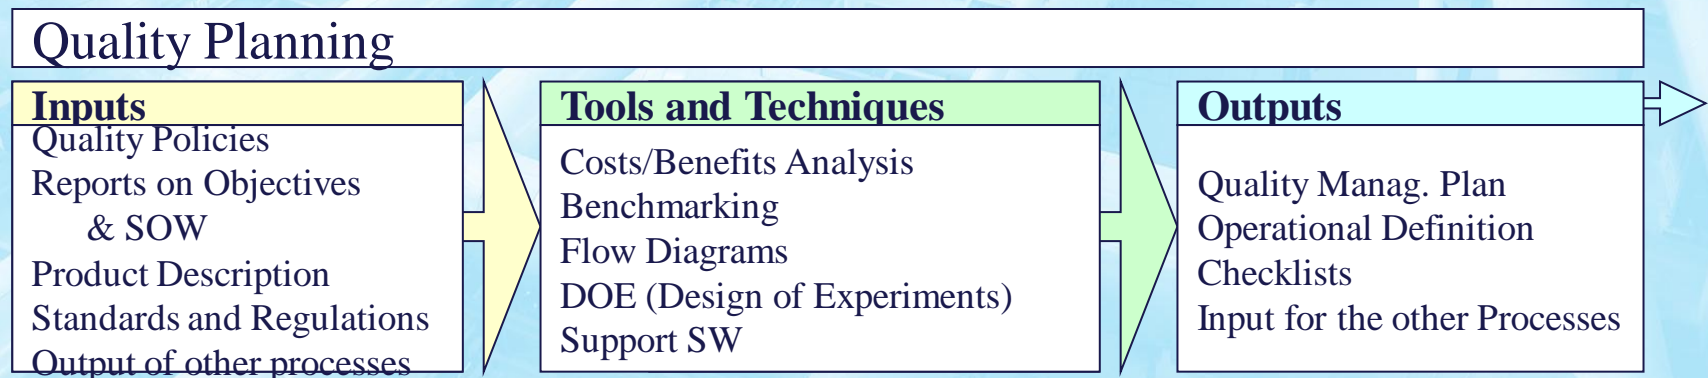 Quality Planning
Inputs
Quality Policies
Reports on Objectives
& SOW
Product Description
Standards and Regulations
Output of other processes
Tools and Techniques
Costs/Benefits Analysis
Benchmarking
Flow Diagrams
DOE (Design of Experiments)
Support SW
Outputs
Quality Manag. Plan
Operational Definition
Checklists
Input for the other Processes